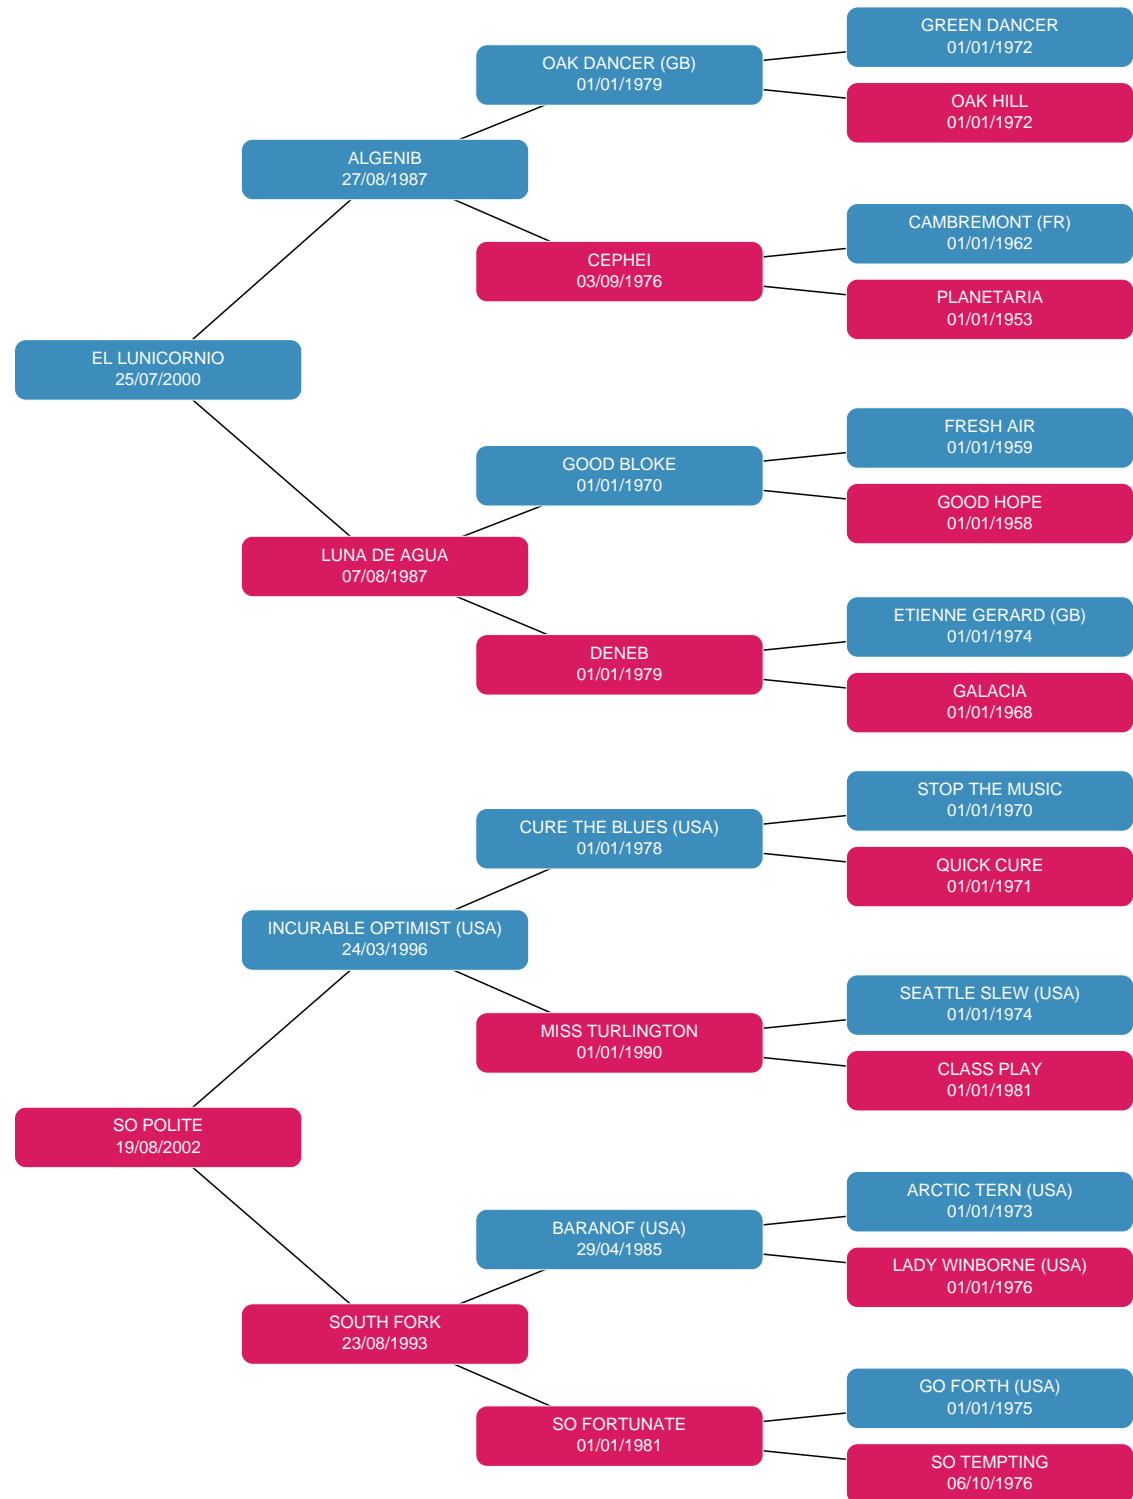 GREEN DANCER
01/01/1972
OAK DANCER (GB)
01/01/1979
OAK HILL
01/01/1972
ALGENIB
27/08/1987
CAMBREMONT (FR)
01/01/1962
CEPHEI
03/09/1976
PLANETARIA
01/01/1953
EL LUNICORNIO
25/07/2000
FRESH AIR
01/01/1959
GOOD BLOKE
01/01/1970
GOOD HOPE
01/01/1958
LUNA DE AGUA
07/08/1987
ETIENNE GERARD (GB)
01/01/1974
DENEB
01/01/1979
GALACIA
01/01/1968
STOP THE MUSIC
01/01/1970
CURE THE BLUES (USA)
01/01/1978
QUICK CURE
01/01/1971
INCURABLE OPTIMIST (USA)
24/03/1996
SEATTLE SLEW (USA)
01/01/1974
MISS TURLINGTON
01/01/1990
CLASS PLAY
01/01/1981
SO POLITE
19/08/2002
ARCTIC TERN (USA)
01/01/1973
BARANOF (USA)
29/04/1985
LADY WINBORNE (USA)
01/01/1976
SOUTH FORK
23/08/1993
GO FORTH (USA)
01/01/1975
SO FORTUNATE
01/01/1981
SO TEMPTING
06/10/1976